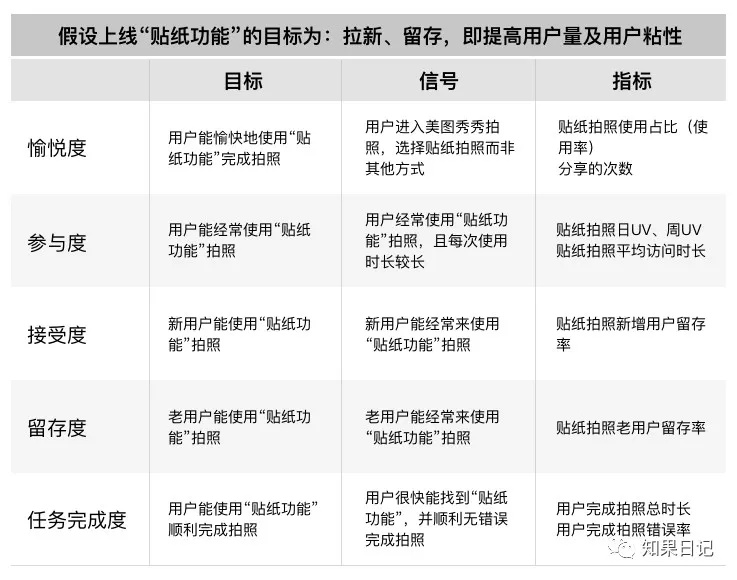 假设上线“贴纸功能”的目标为：拉新、留存，即提高用户量及用户粘性
目标
信号
指标
愉悦度
用户能愉快地使用“贴
纸功能”完成拍照
用户进入美图秀秀拍
照，选择贴纸拍照而非
其他方式
贴纸拍照使用占比（使
用率）
分享的次数
参与度
用户能经常使用“贴纸
功能”拍照
用户经常使用“贴纸功
能”拍照，且每次使用
时长较长
贴纸拍照日UV、周UV
贴纸拍照平均访问时长
接受度
新用户能使用“贴纸功
能”拍照
新用户能经常来使用
“贴纸功能”拍照
贴纸拍照新增用户留存
率
留存度
老用户能使用“贴纸功
能”拍照
老用户能经常来使用
“贴纸功能”拍照
贴纸拍照老用户留存率
任务完成度
用户能使用“贴纸功能”
顺利完成拍照
用户很快能找到“贴纸
功能”，并顺利无错误
完成拍照
用户完成拍照总时长
用户完成拍照错误率
知果日记